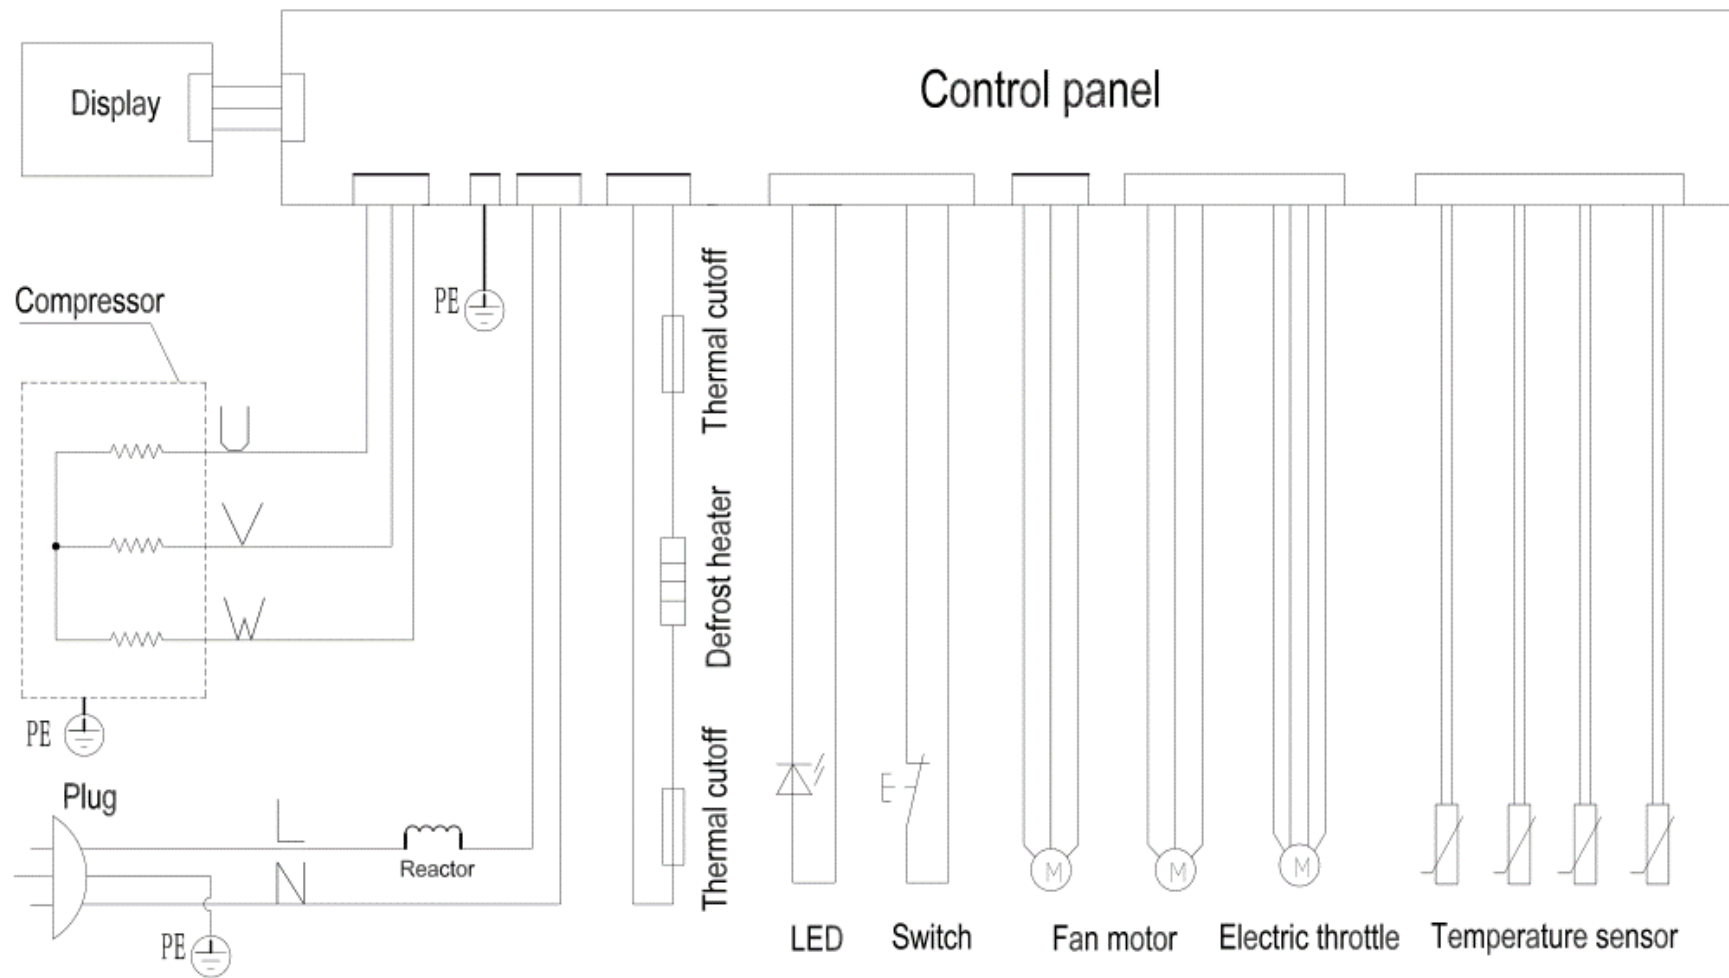 Display
Control panel
Compressor
PE
Thermal cutoff
U
V
Defrost heater
W
PE
Thermal cutoff
Plug
L
Reactor
N
M
M
M
PE
LED
Switch
Fan motor
Electric throttle
Temperature sensor